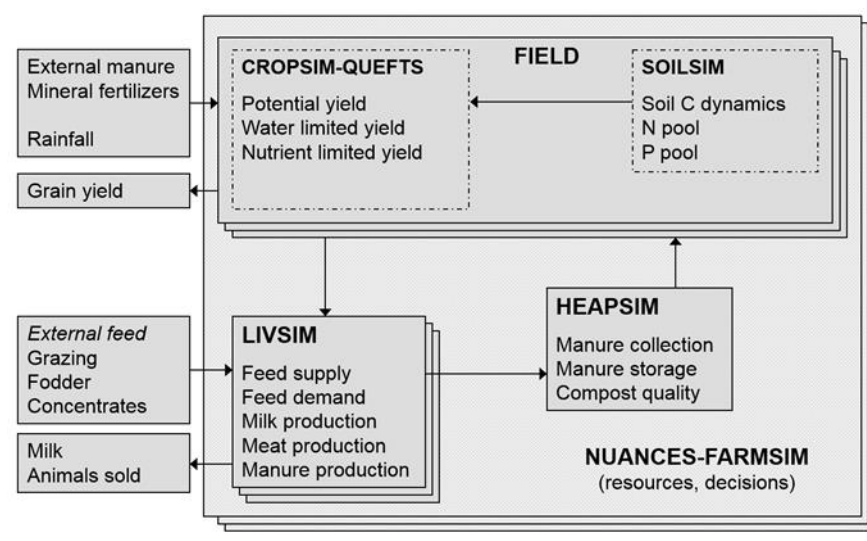 External manure
Mineral fertilizers
Rainfall
Grain yield
FIELD
CROPSIM-QUEFTS
Potential yield
Water limited yield
Nutrient limited yield
SOILSIM
Soil C dynamics
N pool
P pool
External feed
Grazing
Fodder
Concentrates
Milk
Animals sold
LIVSIM
Feed supply
Feed demand
Milk production
Meat production
Manure production
HEAPSIM
Manure collection
Manure storage
Compost quality
NUANCES-FARMSIM
(resources, decisions)